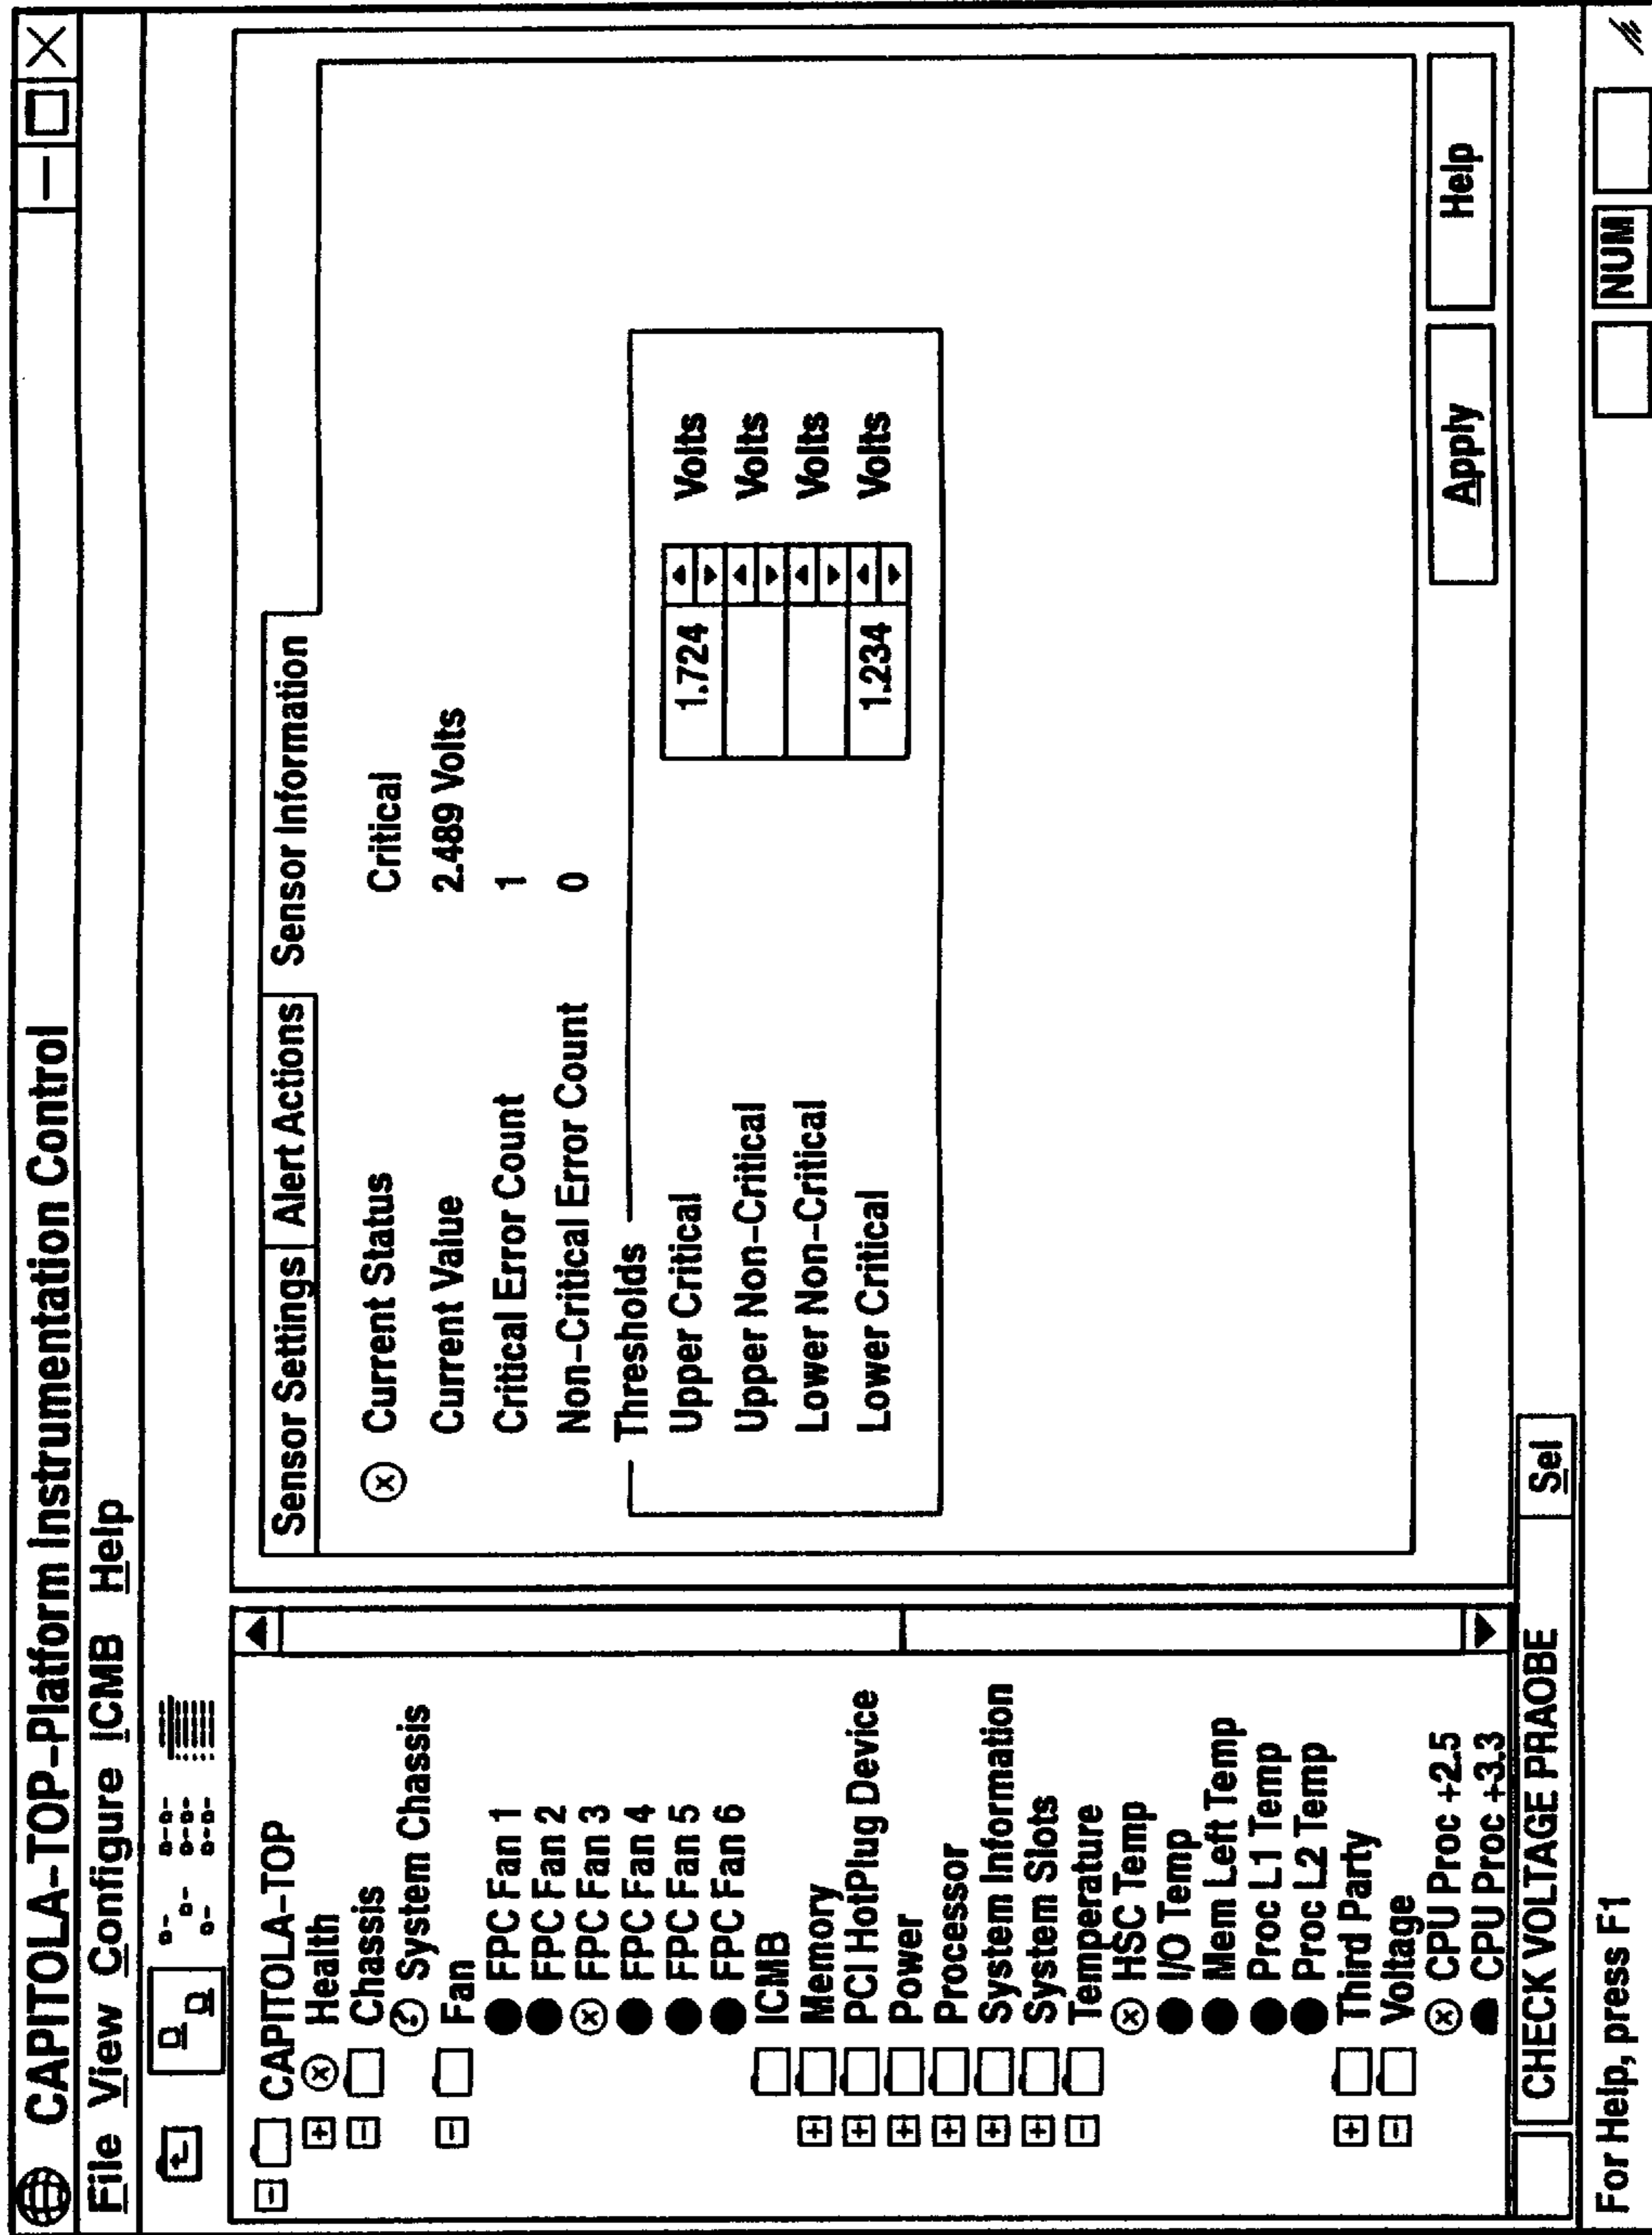 CAPITOLA-TOP-Platform Instrumentation Control
File View Configure ICMB Help
CAPITOLA-TOP
Health
Chassis
System Chassis
Fan
FPC Fan 1
FPC Fan 2
FPC Fan 3
FPC Fan 4
FPC Fan 5
FPC Fan 6
ICMB
Memory
PCI HotPlug Device
Power
Processor
System Information
System Slots
Temperature
HSC Temp
I/O Temp
Mem Left Temp
Proc L1 Temp
Proc L2 Temp
Third Party
Voltage
CPU Proc +2.5
CPU Proc +3.3
Sensor Settings Alert Actions Sensor Information
Current Status Critical
Current Value 2.489 Volts
Critical Error Count 1
Non-Critical Error Count 0
Thresholds
Upper Critical 1.724 Volts
Upper Non-Critical Volts
Lower Non-Critical Volts
Lower Critical 1.234 Volts
Apply Help
CHECK VOLTAGE PRAOBE Sel
For Help, press F1 NUM